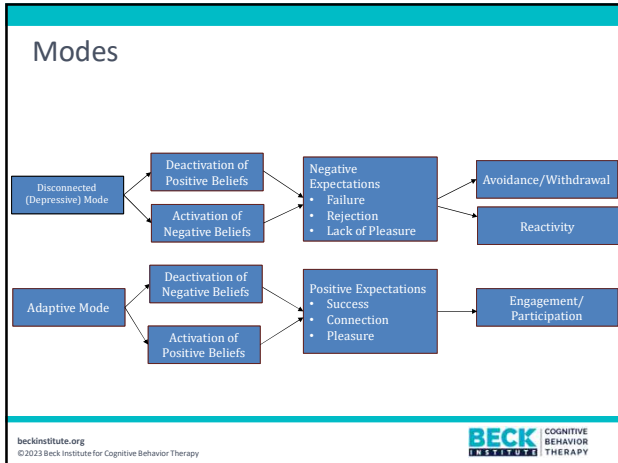 Modes
Disconnected
(Depressive) Mode
Deactivation of
Positive Beliefs
Activation of
Negative Beliefs
Negative
Expectations
• Failure
• Rejection
• Lack of Pleasure
Avoidance/Withdrawal
Reactivity
Adaptive Mode
Deactivation of
Negative Beliefs
Activation of
Positive Beliefs
Positive Expectations
• Success
• Connection
• Pleasure
Engagement/
Participation
beckinstitute.org
©2023 Beck Institute for Cognitive Behavior Therapy
BECK
INSTITUTE
COGNITIVE
BEHAVIOR
THERAPY